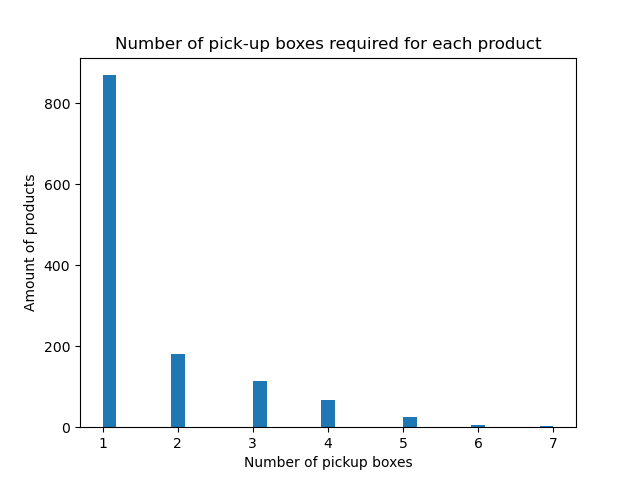 Number of pick-up boxes required for each product
800
600
400
200
0
Amount of products
1 2 3 4 5 6 7
Number of pickup boxes